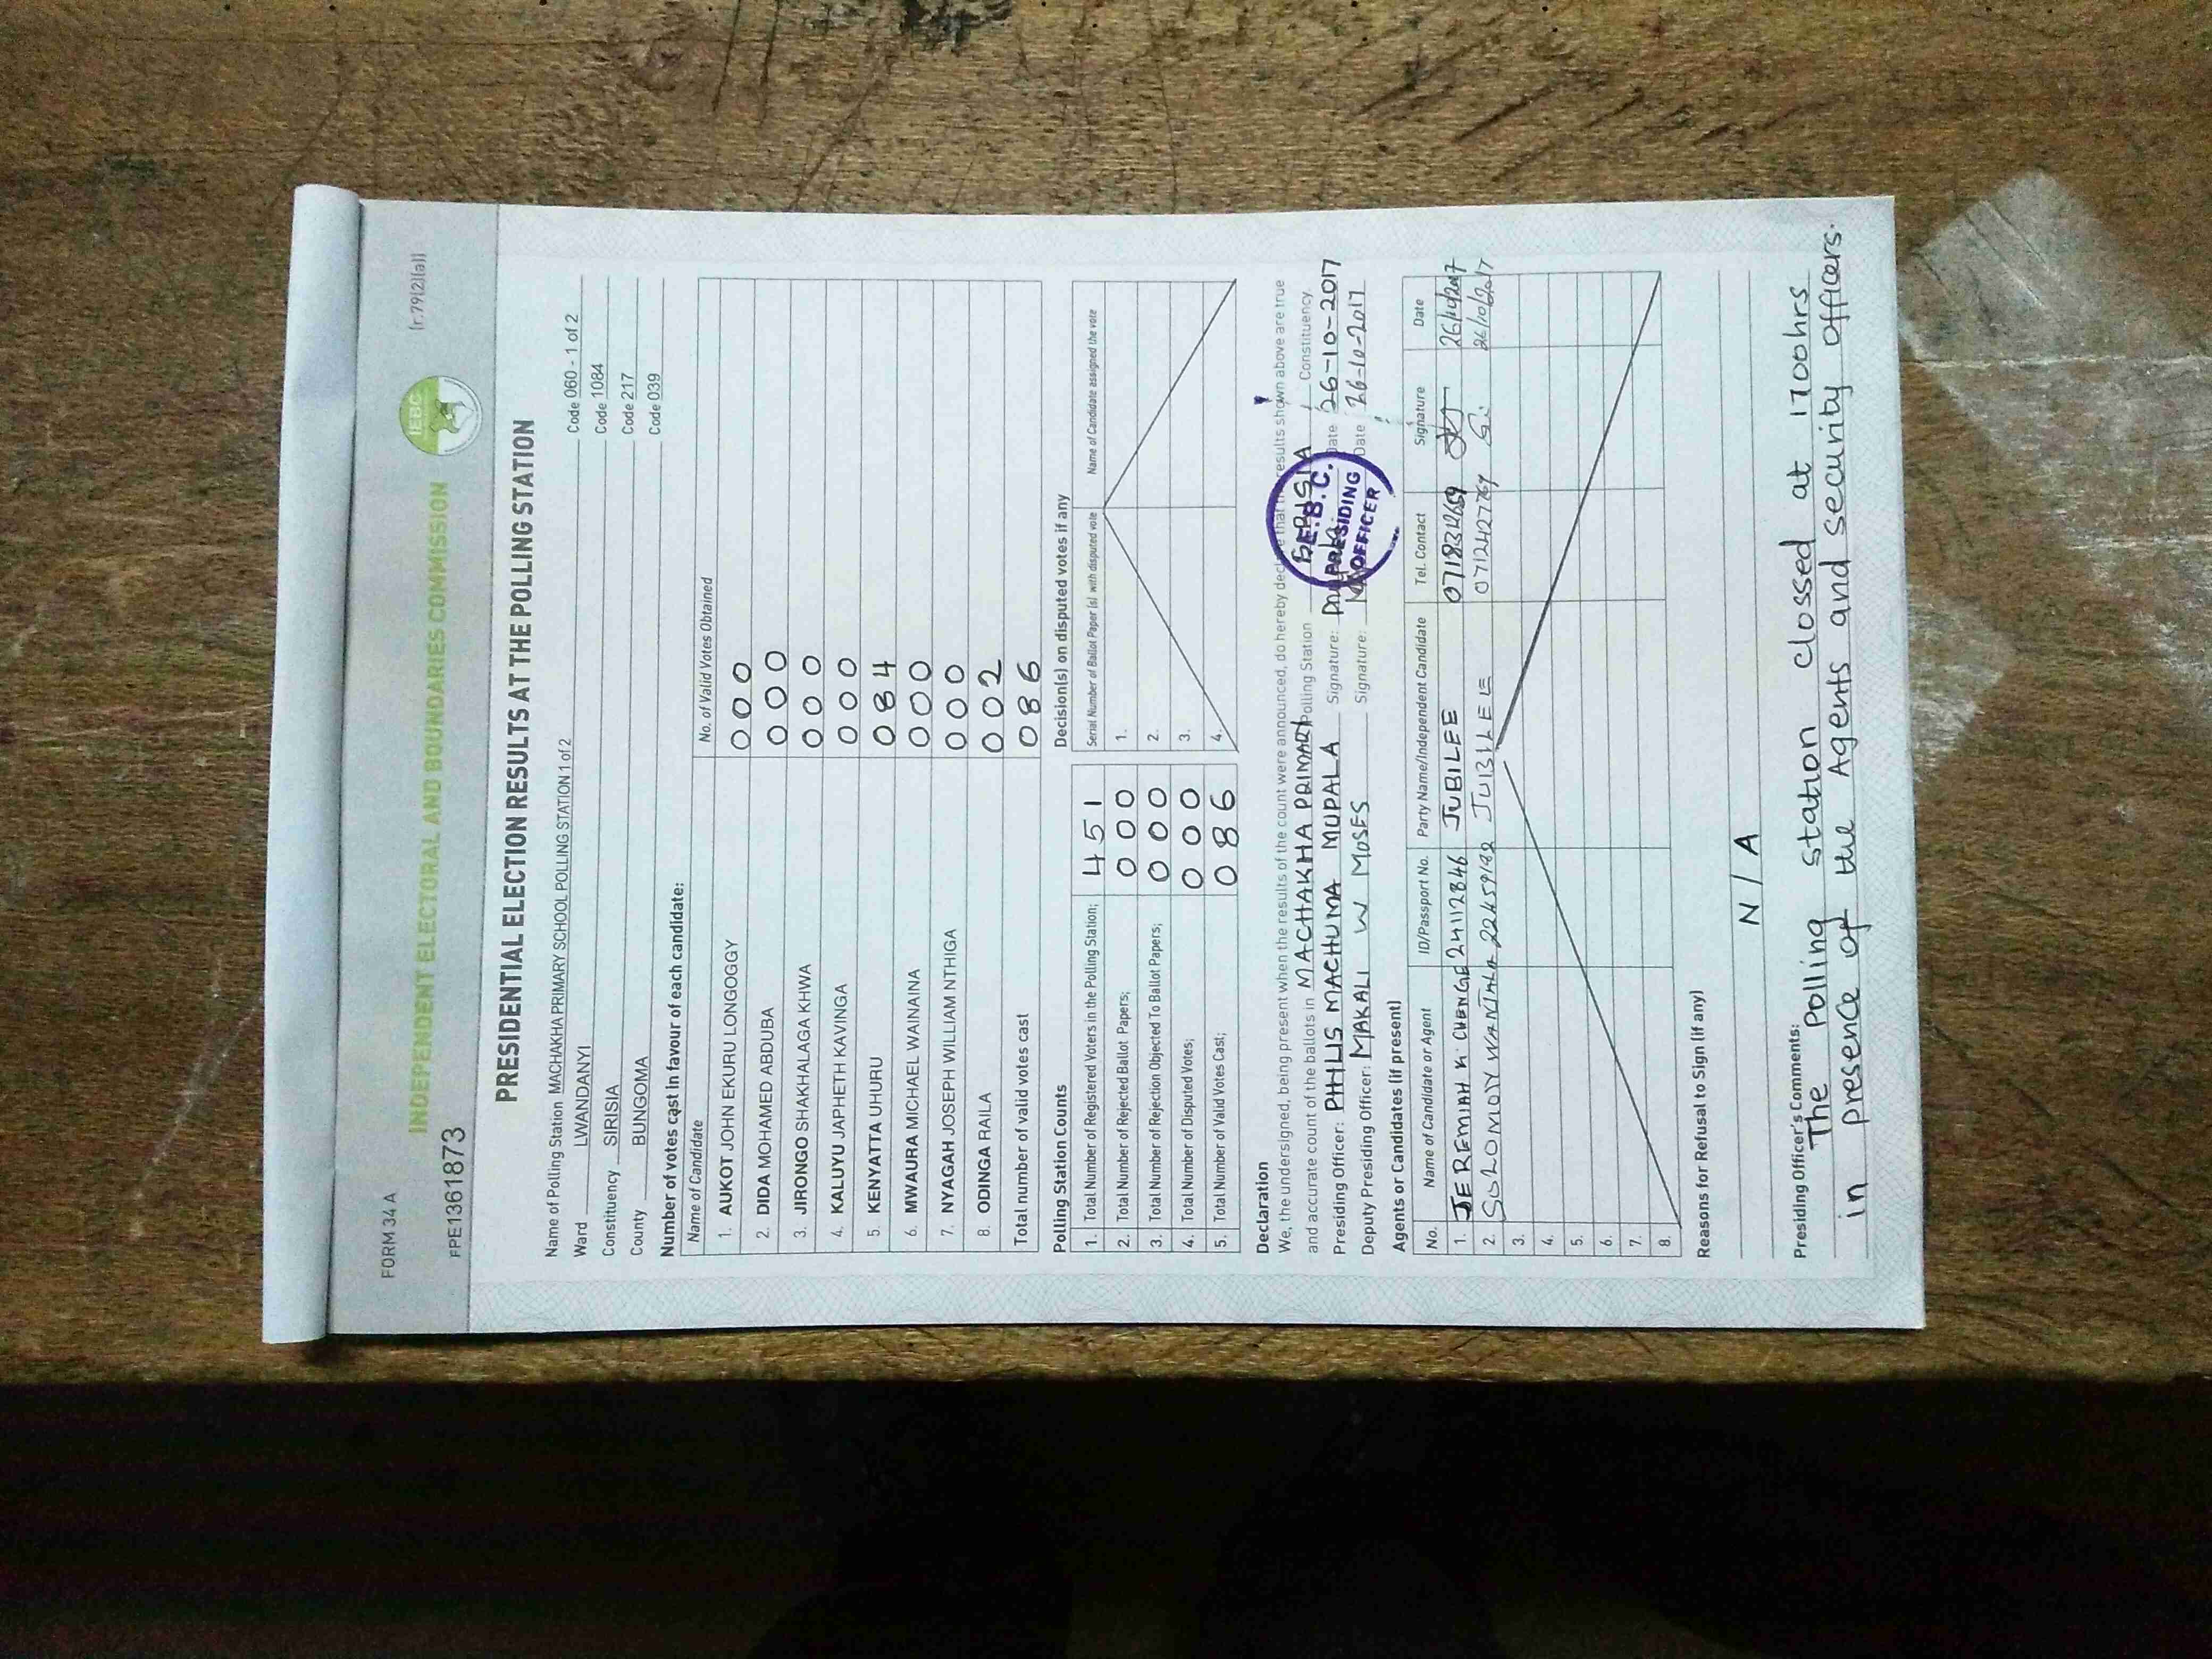 FORM 34 A
[r.79(2)(a)]
INDEPENDENT ELECTORAL AND BOUNDARIES COMMISSION
IEBC
FPE1361873
PRESIDENTIAL ELECTION RESULTS AT THE POLLING STATION
Name of Polling Station MACHAKHA PRIMARY SCHOOL POLLING STATION 1 of 2 Code 060 - 1 of 2
Ward LWANDANYI Code 1084
Constituency SIRISIA Code 217
County BUNGOMA Code 039
Number of votes cast in favour of each candidate:
Name of Candidate No. of Valid Votes Obtained
1. AUKOT JOHN EKURU LONGOGGY 000
2. DIDA MOHAMED ABDUBA 000
3. JIRONGO SHAKHALAGA KHWA 000
4. KALUYU JAPHETH KAVINGA 000
5. KENYATTA UHURU 084
6. MWAURA MICHAEL WAINAINA 000
7. NYAGAH JOSEPH WILLIAM NTHIGA 000
8. ODINGA RAILA 002
Total number of valid votes cast 086
Polling Station Counts
1. Total Number of Registered Voters in the Polling Station; 451
2. Total Number of Rejected Ballot Papers; 000
3. Total Number of Rejection Objected To Ballot Papers; 000
4. Total Number of Disputed Votes; 000
5. Total Number of Valid Votes Cast; 086
Decision(s) on disputed votes if any
Serial Number of Ballot Paper (s) with disputed vote Name of Candidate assigned the vote
1.
2.
3.
4.
Declaration
We, the undersigned, being present when the results of the count were announced, do hereby declare that the results shown above are true
and accurate count of the ballots in MACHAKHA PRIMARY Polling Station Constituency.
Presiding Officer: PHILIS MACHUMA MUPALA Signature: Date 26-10-2017
Deputy Presiding Officer: MAKALI W MOSES Signature: Date 26-10-2017
I.E.B.C.
PRESIDING
OFFICER
Agents or Candidates (if present)
No. Name of Candidate or Agent ID/Passport No. Party Name/Independent Candidate Tel. Contact Signature Date
1. JEREMIAH K. CHENGE 24112846 JUBILEE 26/10/2017
2. JUBILEE 26/10/2017
3.
4.
5.
6.
7.
8.
Reasons for Refusal to Sign (if any)
N/A
Presiding Officer's Comments:
The Polling station clossed at 1700hrs
in presence of the Agents and security officers.